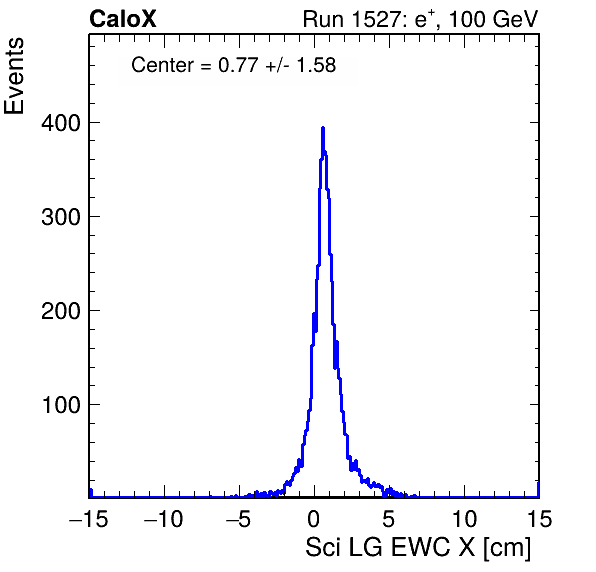 CaloX Run 1527: e⁺, 100 GeV
Center = 0.77 +/- 1.58
Events
400
300
200
100
−15 −10 −5 0 5 10 15
Sci LG EWC X [cm]